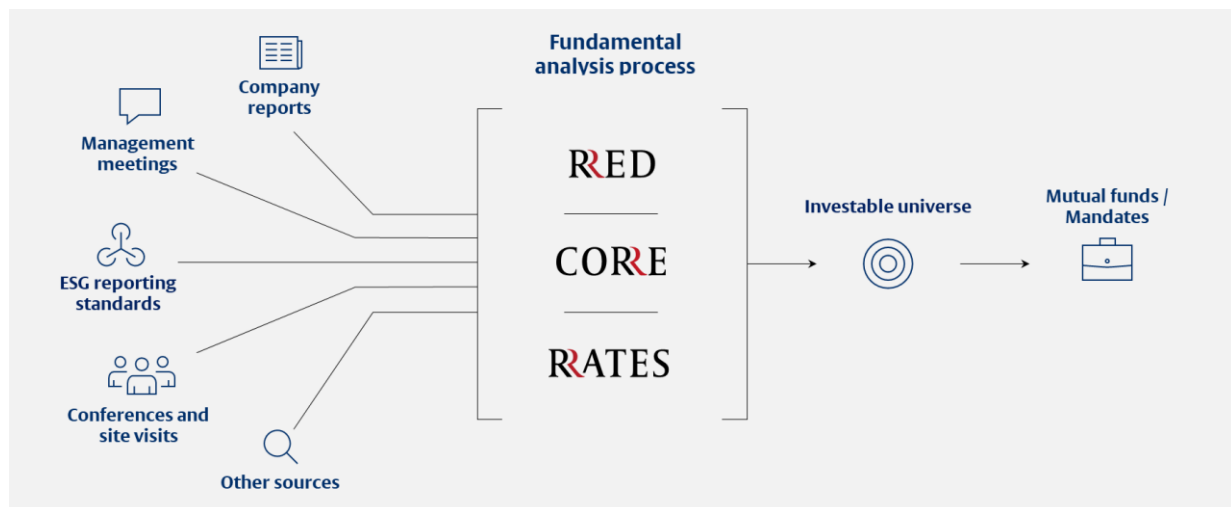 Company
reports
Management
meetings
ESG reporting
standards
Conferences and
site visits
Other sources
Fundamental
analysis process
RRED
CORRE
RRATES
Investable universe
Mutual funds /
Mandates